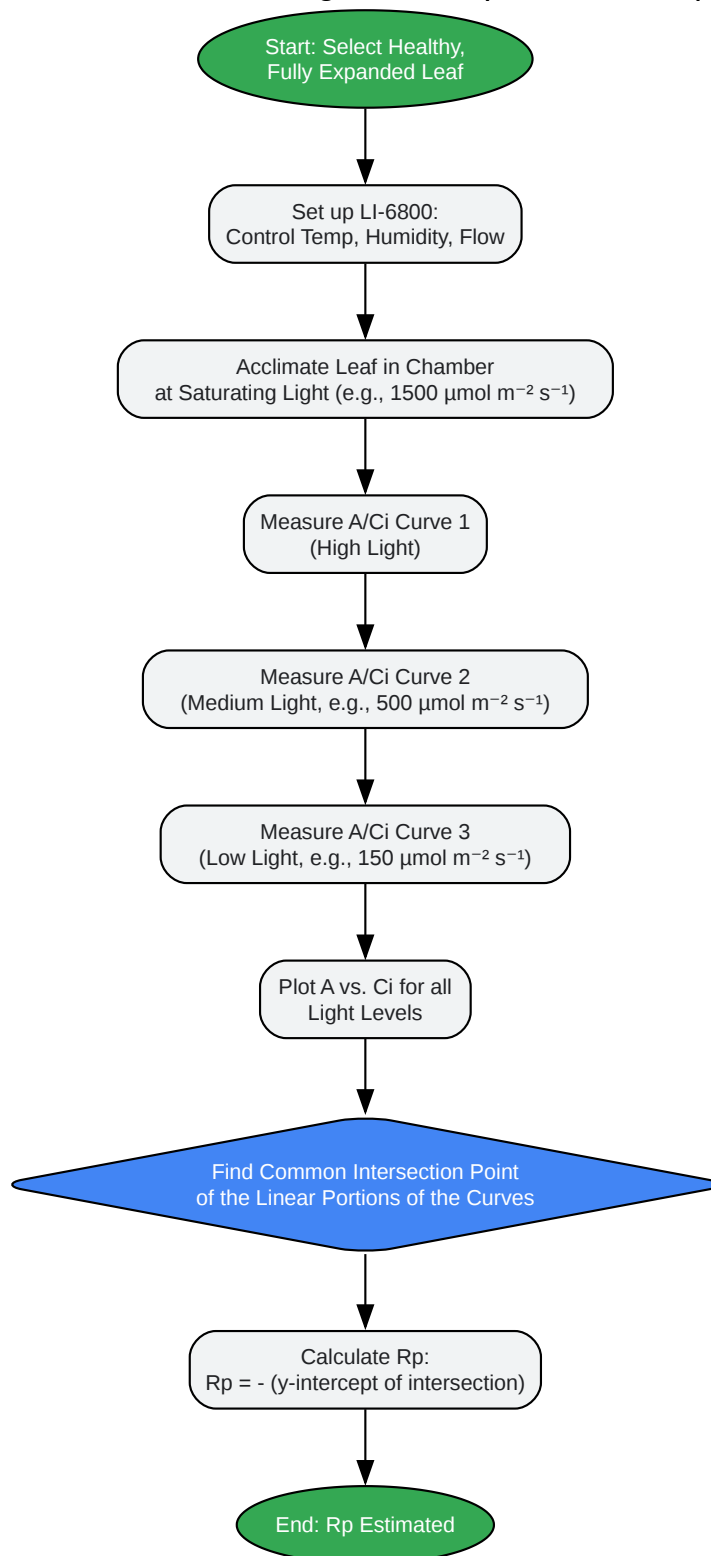 Start: Select Healthy,
Fully Expanded Leaf
Set up LI-6800:
Control Temp, Humidity, Flow
Acclimate Leaf in Chamber
at Saturating Light (e.g., 1500 µmol m⁻² s⁻¹)
Measure A/Ci Curve 1
(High Light)
Measure A/Ci Curve 2
(Medium Light, e.g., 500 µmol m⁻² s⁻¹)
Measure A/Ci Curve 3
(Low Light, e.g., 150 µmol m⁻² s⁻¹)
Plot A vs. Ci for all
Light Levels
Find Common Intersection Point
of the Linear Portions of the Curves
Calculate Rp:
Rp = - (y-intercept of intersection)
End: Rp Estimated